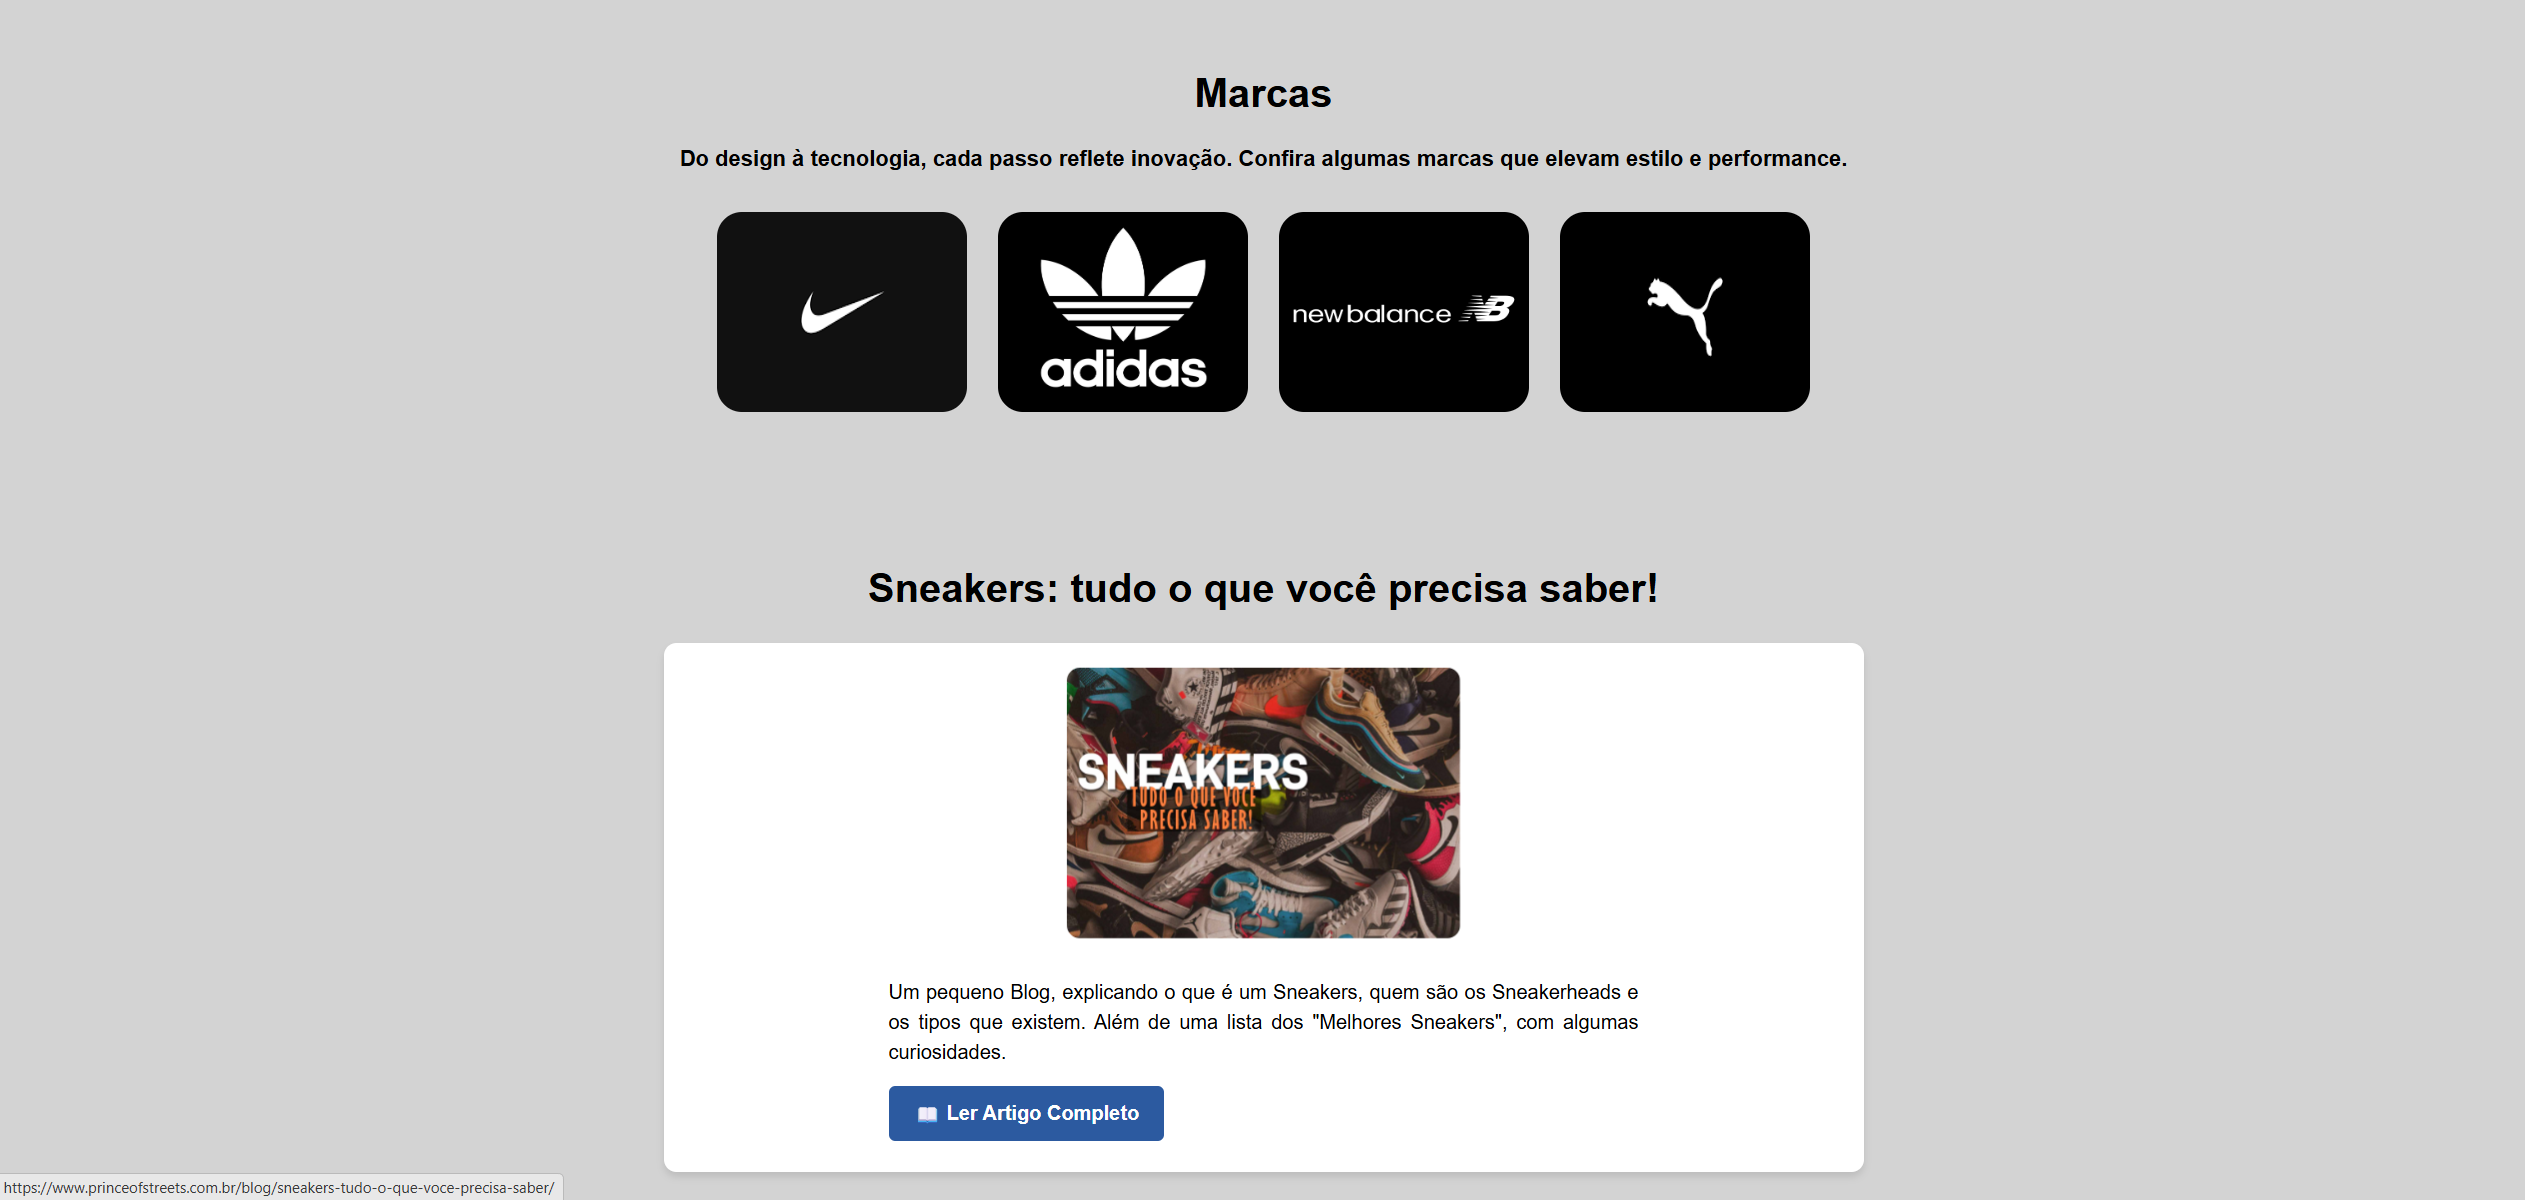 Marcas
Do design à tecnologia, cada passo reflete inovação. Confira algumas marcas que elevam estilo e performance.
adidas
new balance NB
Sneakers: tudo o que você precisa saber!
SNEAKERS
TUDO O QUE VOCÊ
PRECISA SABER!
Um pequeno Blog, explicando o que é um Sneakers, quem são os Sneakerheads e
os tipos que existem. Além de uma lista dos "Melhores Sneakers", com algumas
curiosidades.
📖 Ler Artigo Completo
https://www.princeofstreets.com.br/blog/sneakers-tudo-o-que-voce-precisa-saber/